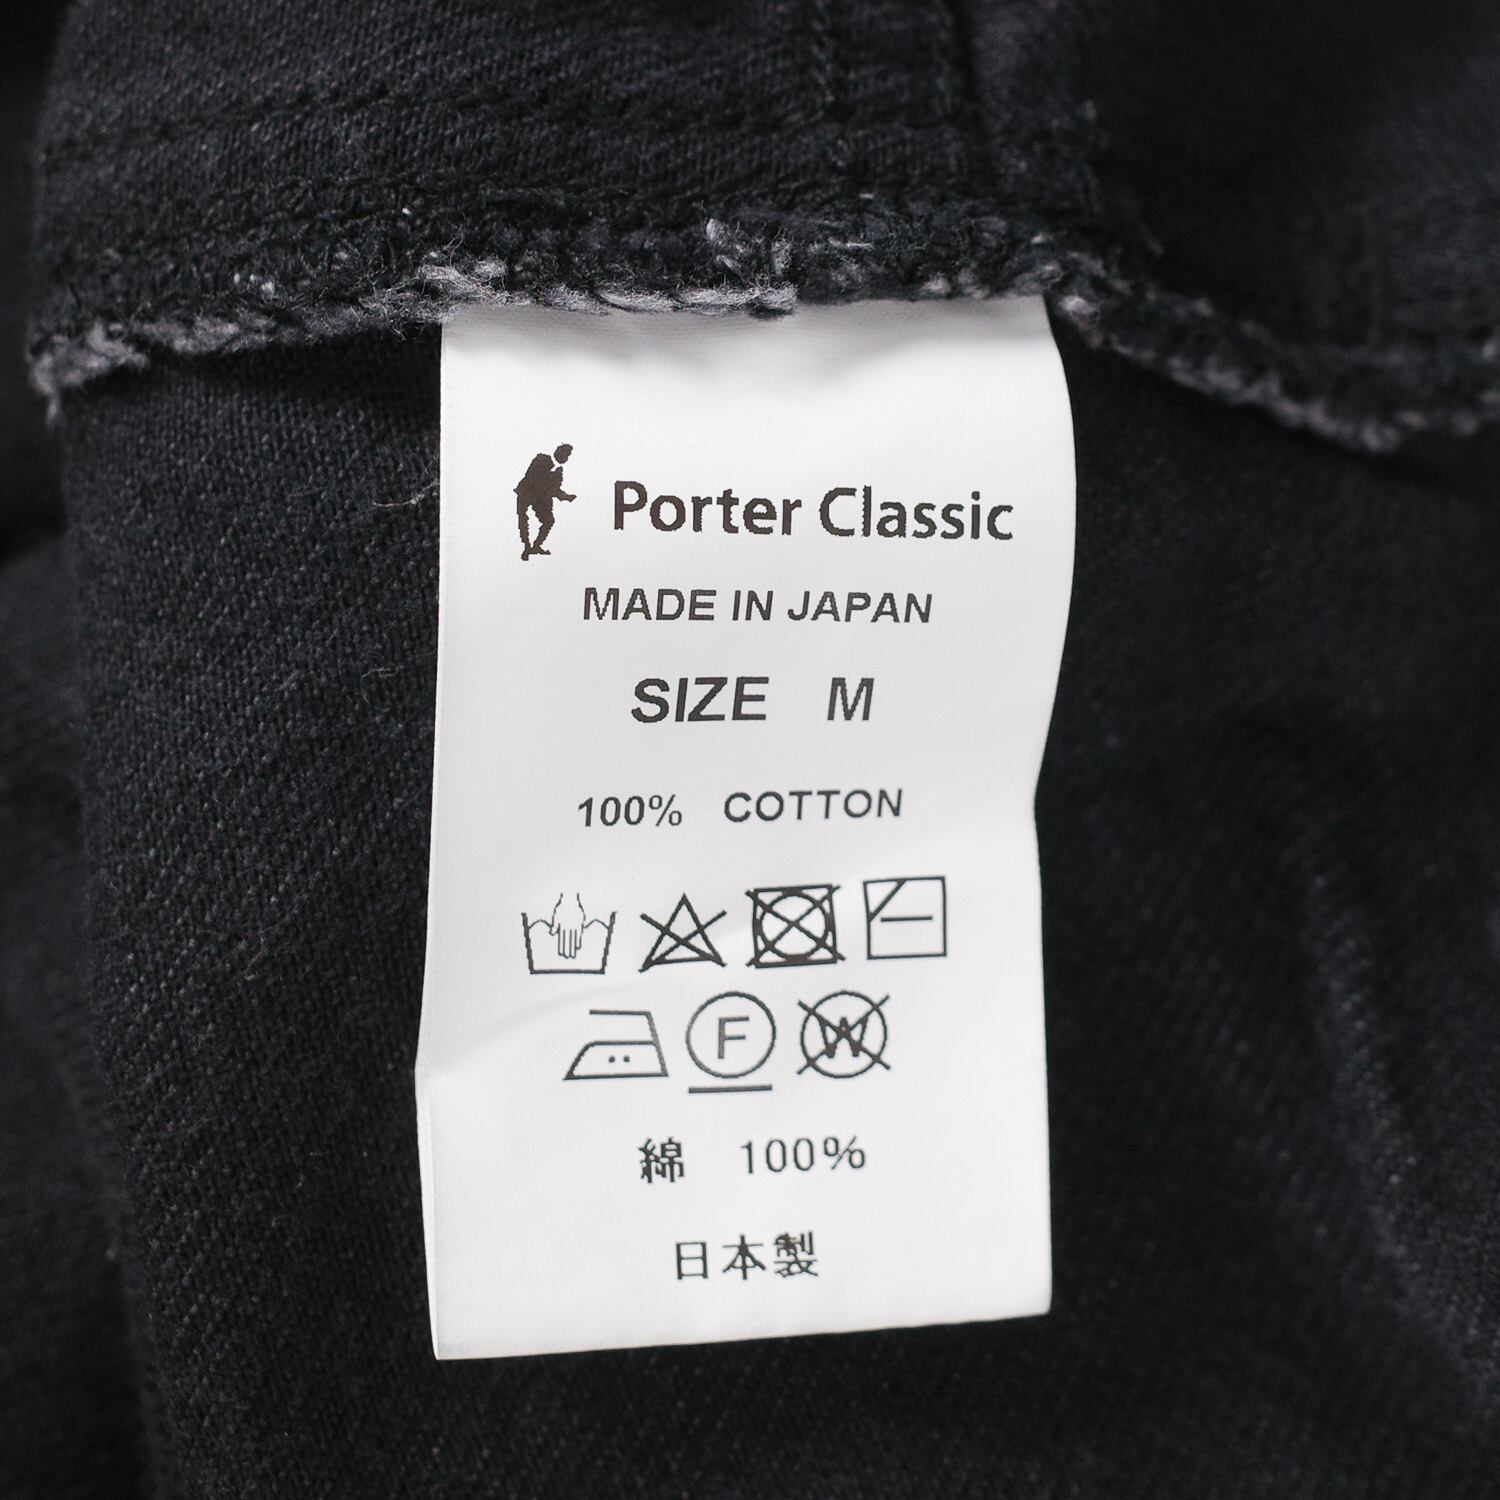 Porter Classic
MADE IN JAPAN
SIZE M
100% COTTON
F W
綿 100%
日本製